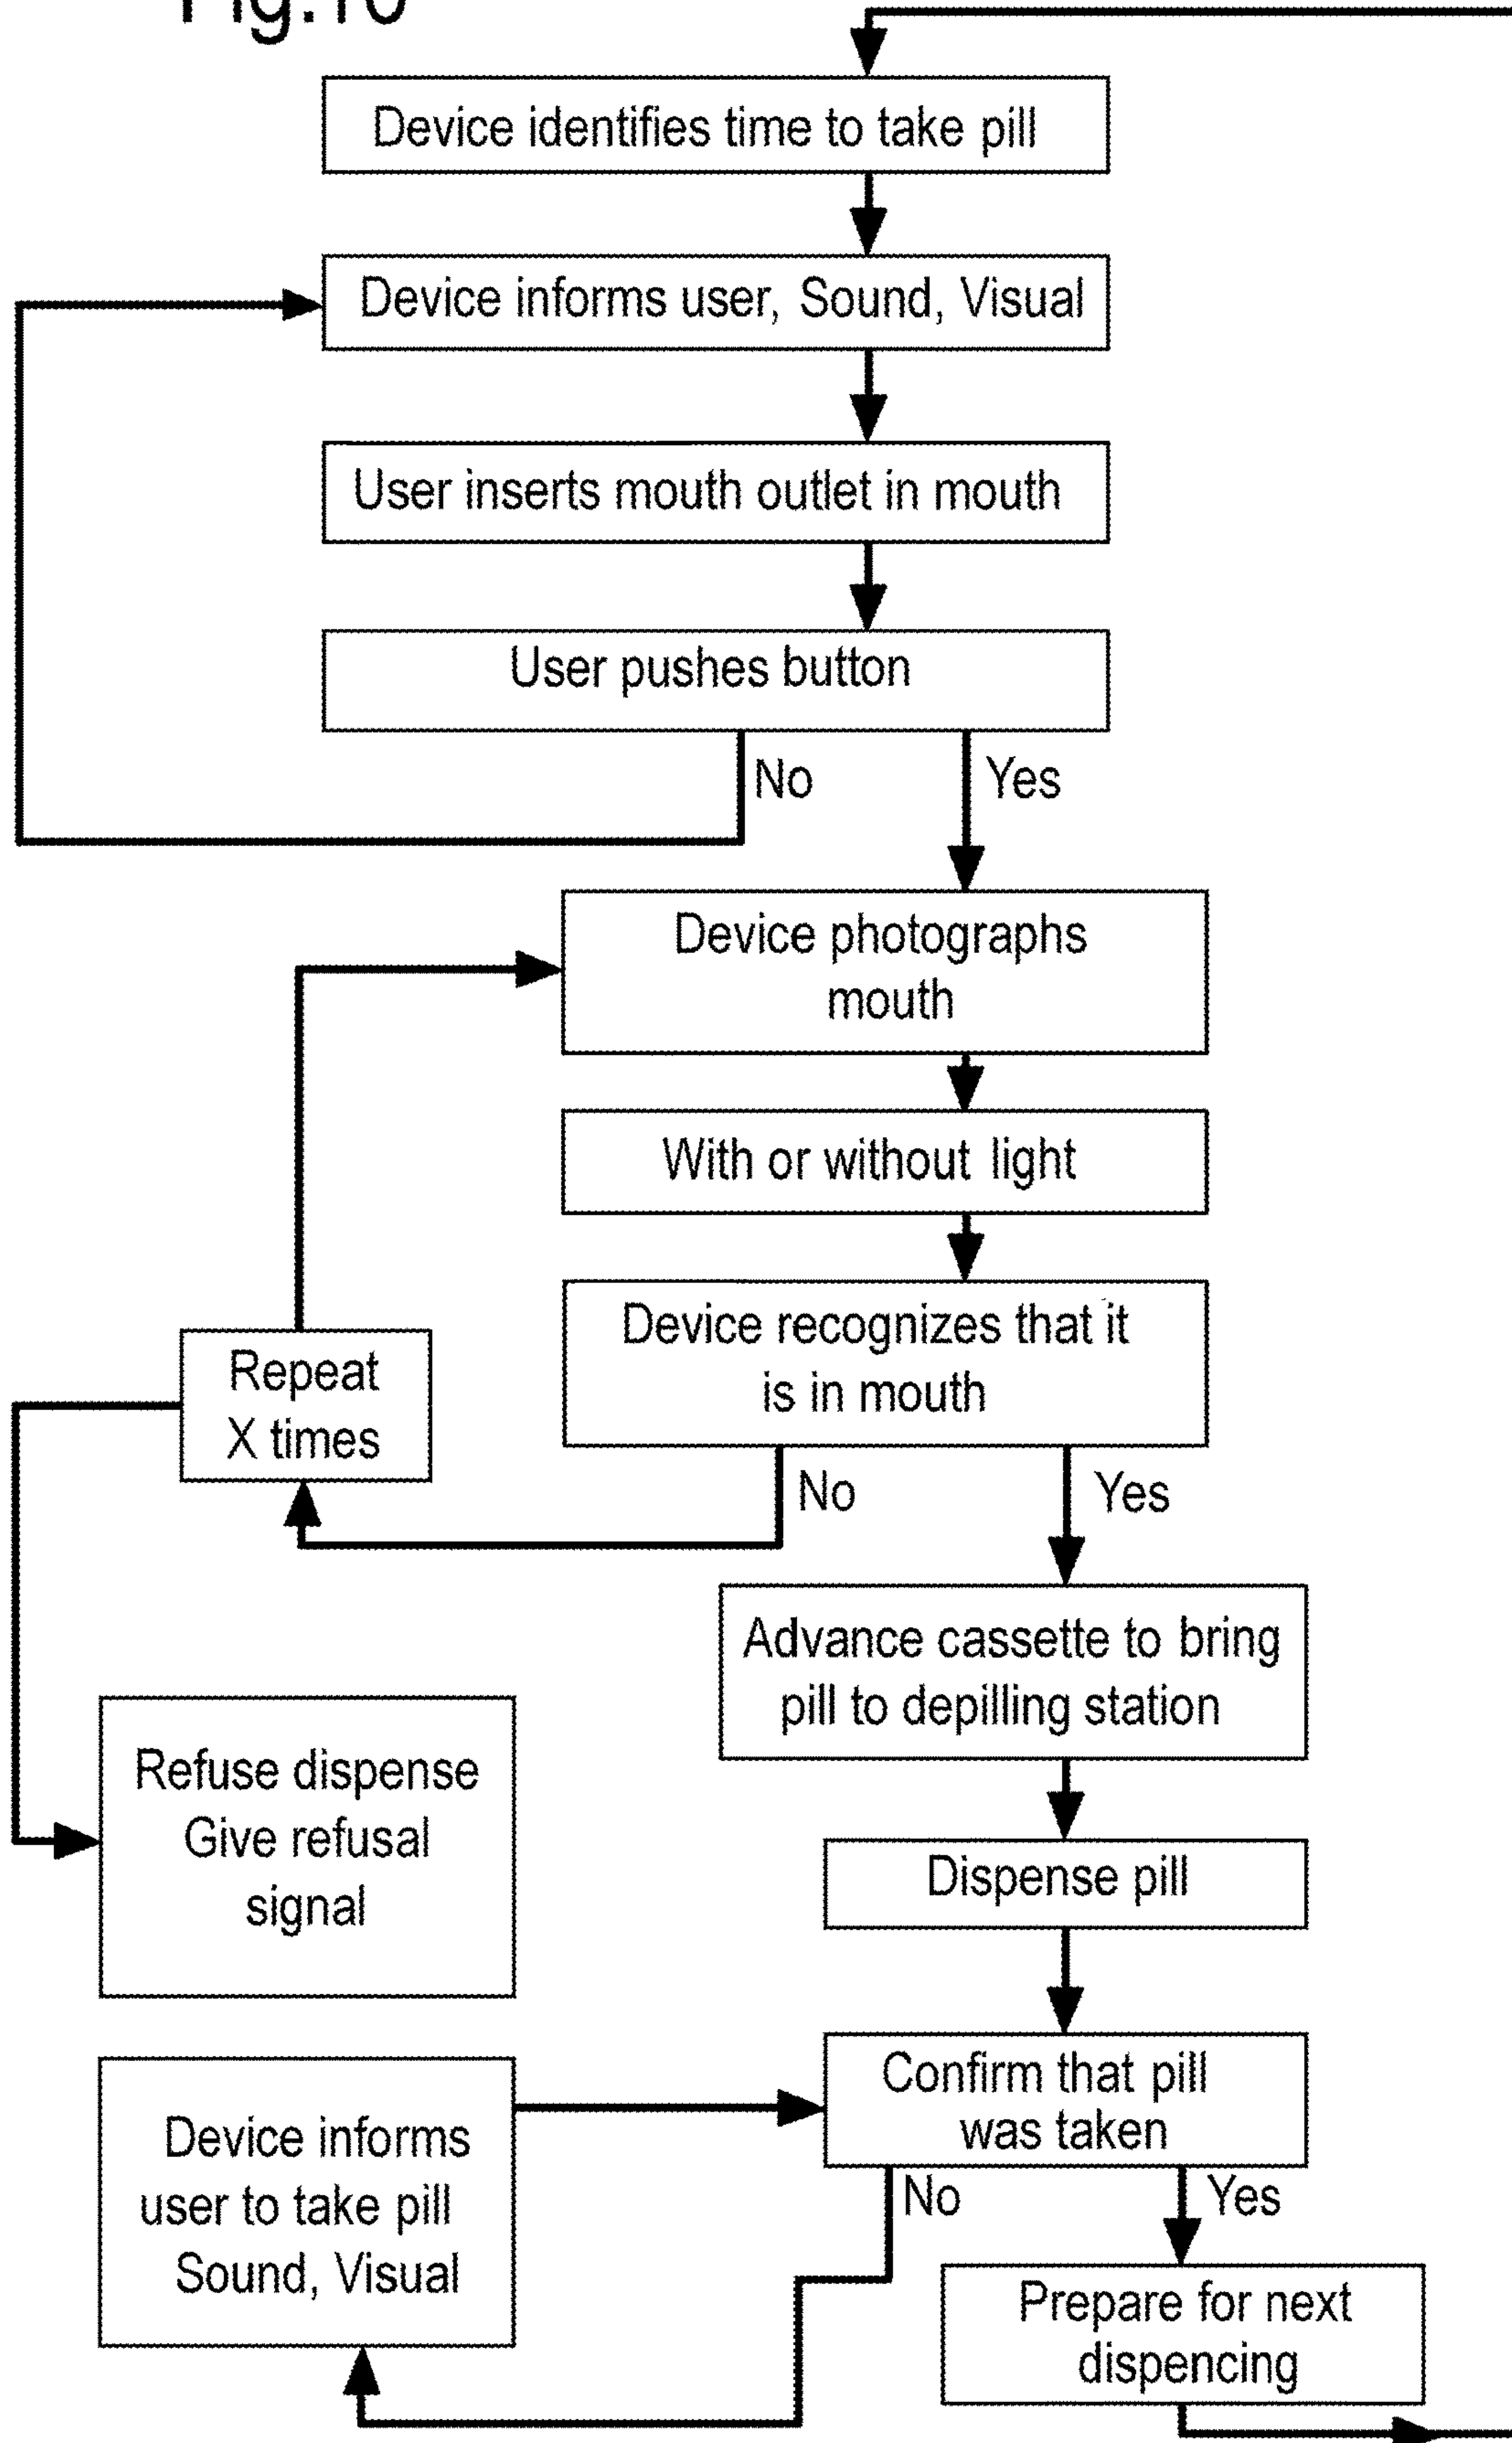 Device identifies time to take pill
Device informs user, Sound, Visual
User inserts mouth outlet in mouth
User pushes button
No
Yes
Device photographs
mouth
With or without light
Device recognizes that it
is in mouth
Repeat
X times
No
Yes
Advance cassette to bring
pill to depilling station
Refuse dispense
Give refusal
signal
Dispense pill
Confirm that pill
was taken
Device informs
user to take pill
Sound, Visual
No
Yes
Prepare for next
dispencing